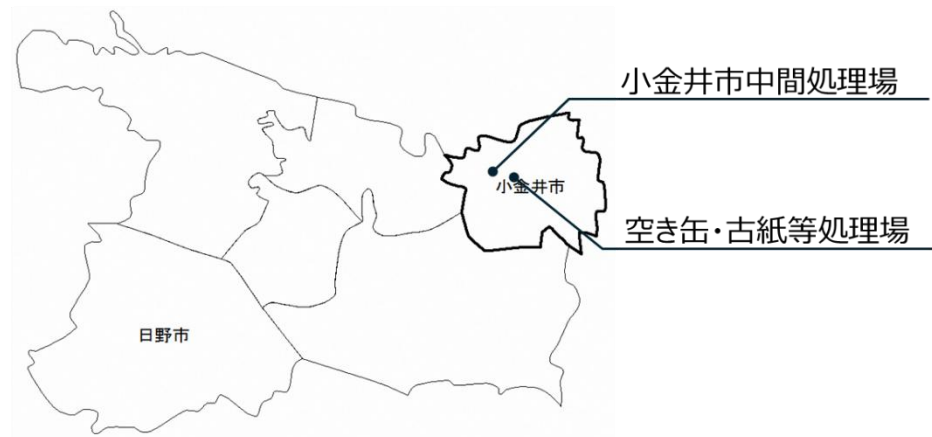 小金井市中間処理場
小金井市
空き缶・古紙等処理場
日野市